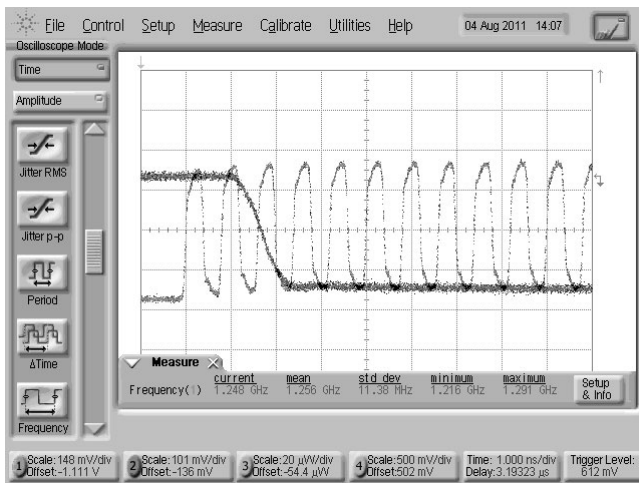 File Control Setup Measure Calibrate Utilities Help 04 Aug 2011 14:07
Oscilloscope Mode
Time
Amplitude
Jitter RMS
Jitter p-p
Period
ΔTime
Frequency
Measure
current mean std dev minimum maximum
Frequency(1) 1.248 GHz 1.256 GHz 11.38 MHz 1.216 GHz 1.291 GHz
Setup
& Info
1 Scale:148 mV/div
Offset:-1.111 V
2 Scale:101 mV/div
Offset:-136 mV
3 Scale:20 µW/div
Offset:-54.4 µW
4 Scale:500 mV/div
Offset:502 mV
Time: 1.000 ns/div
Delay:3.19323 µs
Trigger Level:
612 mV